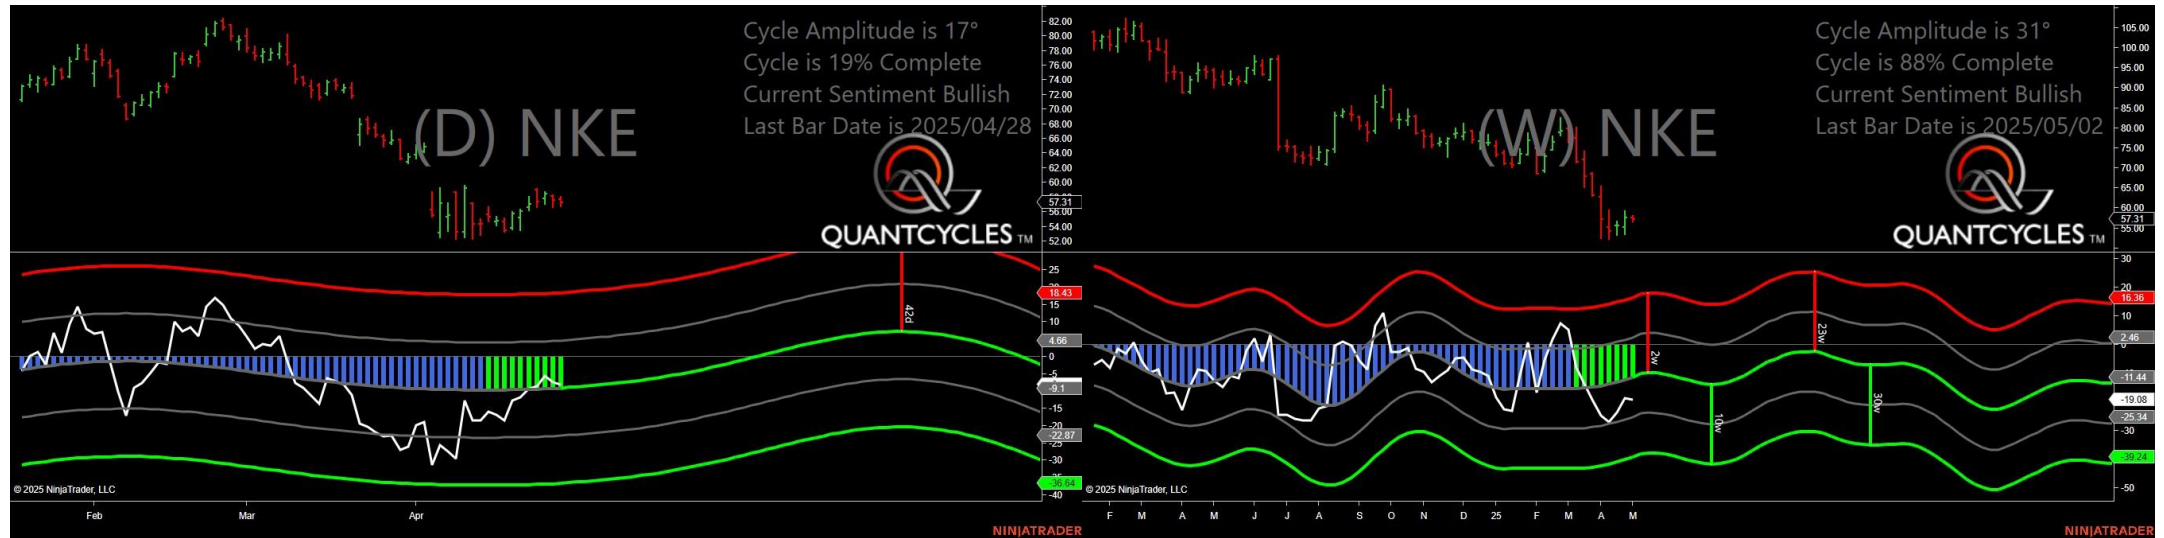 Cycle Amplitude is 17°
Cycle is 19% Complete
Current Sentiment Bullish
Last Bar Date is 2025/04/28
(D) NKE
QUANTCYCLES TM
82.00
80.00
78.00
76.00
74.00
72.00
70.00
68.00
66.00
64.00
62.00
60.00
57.31
56.00
54.00
52.00
25
18.43
15
10
4.66
0
-5
-9.1
-15
-20
-22.87
-30
-36.64
-40
42d
© 2025 NinjaTrader, LLC
Feb Mar Apr
NINJATRADER
Cycle Amplitude is 31°
Cycle is 88% Complete
Current Sentiment Bullish
Last Bar Date is 2025/05/02
(W) NKE
QUANTCYCLES TM
105.00
100.00
95.00
90.00
85.00
80.00
75.00
70.00
65.00
60.00
57.31
55.00
30
20
16.36
10
2.46
0
-11.44
-19.08
-25.34
-30
-39.24
-50
2w
10w
23w
30w
© 2025 NinjaTrader, LLC
F M A M J J A S O N D 25 F M A M
NINJATRADER